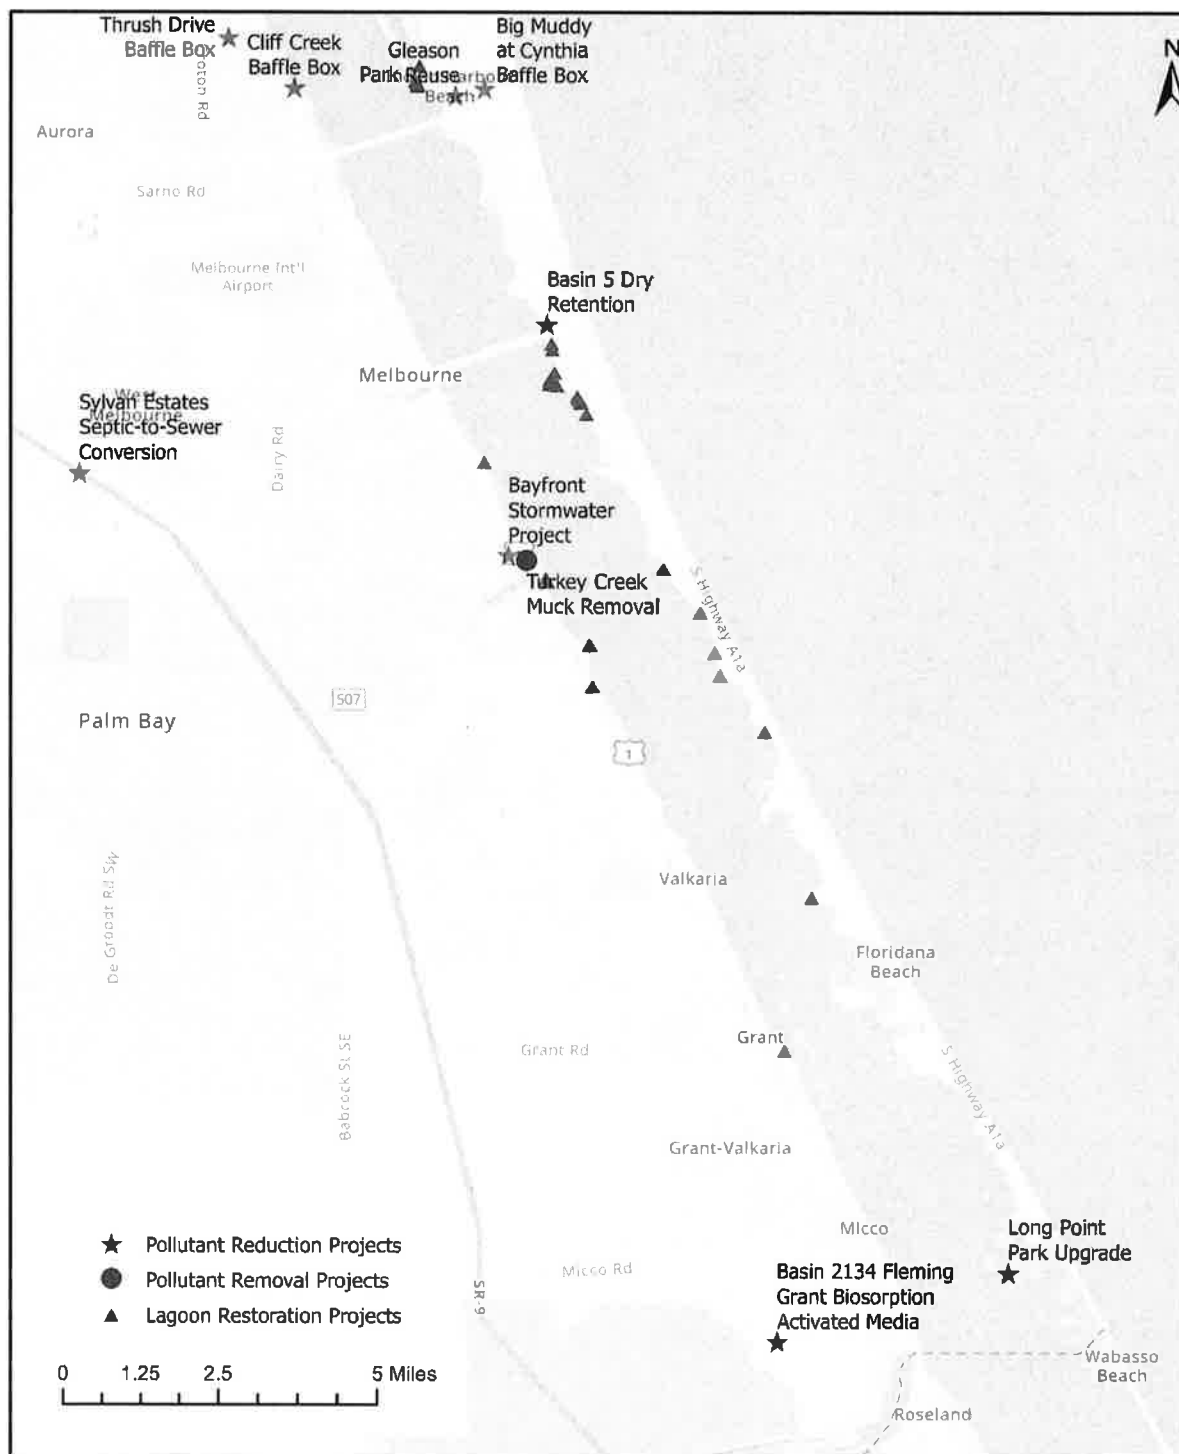 Thrush Drive
Baffle Box
Cliff Creek
Baffle Box
Gleason
Park Reuse
Beach
Big Muddy
at Cynthia
Baffle Box
N
Aurora
Sarno Rd
Melbourne Int'l
Airport
Basin 5 Dry
Retention
Melbourne
West
Melbourne
Sylvan Estates
Septic-to-Sewer
Conversion
Dairy Rd
Bayfront
Stormwater
Project
Turkey Creek
Muck Removal
S Highway A1a
507
Palm Bay
1
De Groodt Rd SW
Valkaria
Floridana
Beach
Babcock St SE
Grant Rd
Grant
S Highway A1a
Grant-Valkaria
Micco
Long Point
Park Upgrade
Pollutant Reduction Projects
Pollutant Removal Projects
Lagoon Restoration Projects
SR-9
Micco Rd
Basin 2134 Fleming
Grant Biosorption
Activated Media
0 1.25 2.5 5 Miles
Wabasso
Beach
Roseland